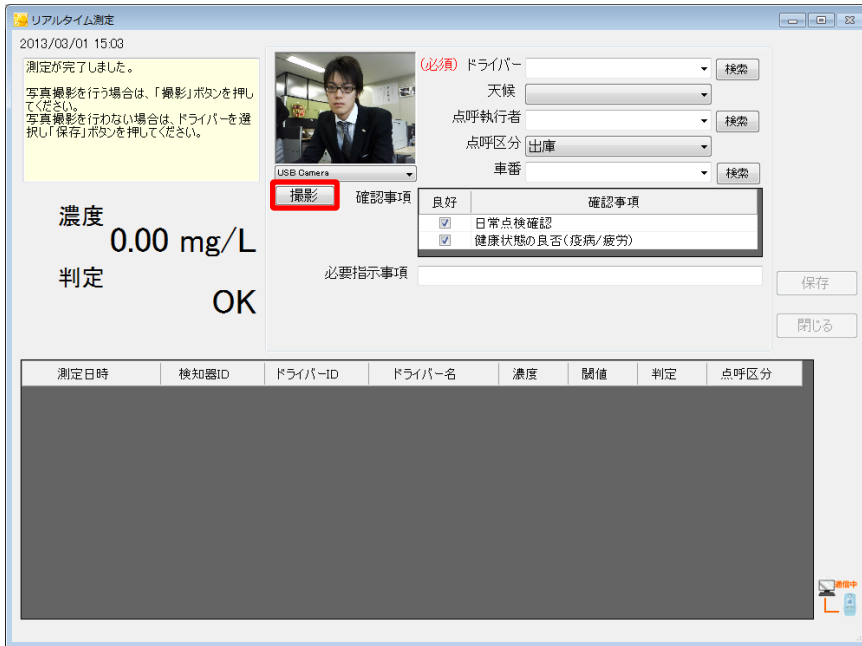 リアルタイム測定
2013/03/01 15:03
測定が完了しました。
写真撮影を行う場合は、「撮影」ボタンを押し
てください。
写真撮影を行わない場合は、ドライバーを選
択し「保存」ボタンを押してください。
濃度
0.00 mg/L
判定
OK
USB Camera
撮影
(必須) ドライバー
検索
天候
点呼執行者
検索
点呼区分 出庫
車番
検索
確認事項
良好 確認事項
日常点検確認
健康状態の良否(疫病/疲労)
必要指示事項
保存
閉じる
測定日時 検知器ID ドライバーID ドライバー名 濃度 閾値 判定 点呼区分
通信中